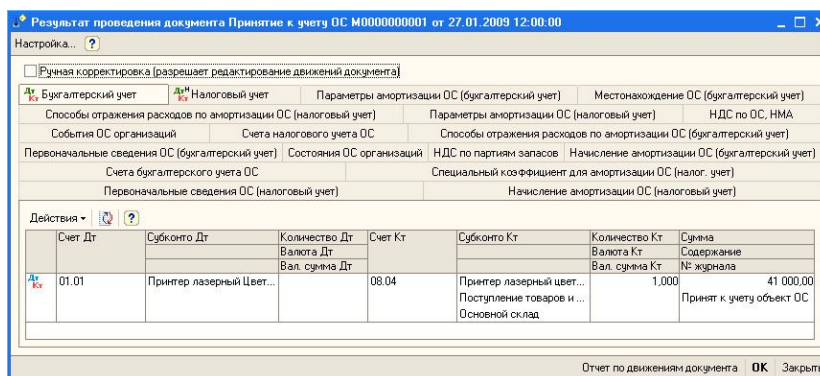 Результат проведения документа Принятие к учету ОС М0000000001 от 27.01.2009 12:00:00
Настройка... ?
Ручная корректировка (разрешает редактирование движений документа)
Дт Кт Бухгалтерский учет Дт Кт Н Налоговый учет Параметры амортизации ОС (бухгалтерский учет) Местонахождение ОС (бухгалтерский учет)
Способы отражения расходов по амортизации ОС (налоговый учет) Параметры амортизации ОС (налоговый учет) НДС по ОС, НМА
События ОС организаций Счета налогового учета ОС Способы отражения расходов по амортизации ОС (бухгалтерский учет)
Первоначальные сведения ОС (бухгалтерский учет) Состояния ОС организаций НДС по партиям запасов Начисление амортизации ОС (бухгалтерский учет)
Счета бухгалтерского учета ОС Специальный коэффициент для амортизации ОС (налог. учет)
Первоначальные сведения ОС (налоговый учет) Начисление амортизации ОС (налоговый учет)
Действия ?
Счет Дт Субконто Дт Количество Дт Счет Кт Субконто Кт Количество Кт Сумма
Валюта Дт Валюта Кт Содержание
Вал. сумма Дт Вал. сумма Кт № журнала
Дт Кт 01.01 Принтер лазерный Цвет... 08.04 Принтер лазерный цвет... 1,000 41 000,00
Поступление товаров и ... Принят к учету объект ОС
Основной склад
Отчет по движениям документа OK Закрыть